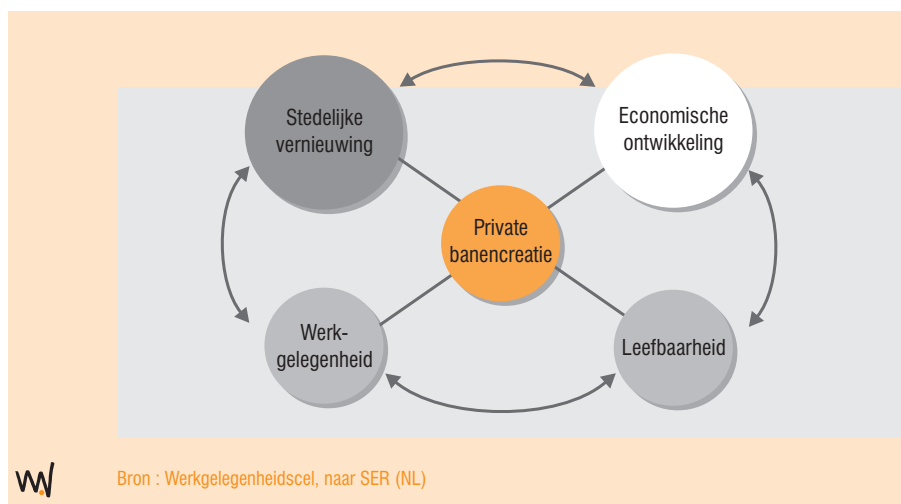 Stedelijke
vernieuwing
Economische
ontwikkeling
Private
banencreatie
Werk-
gelegenheid
Leefbaarheid
Bron : Werkgelegenheidscel, naar SER (NL)